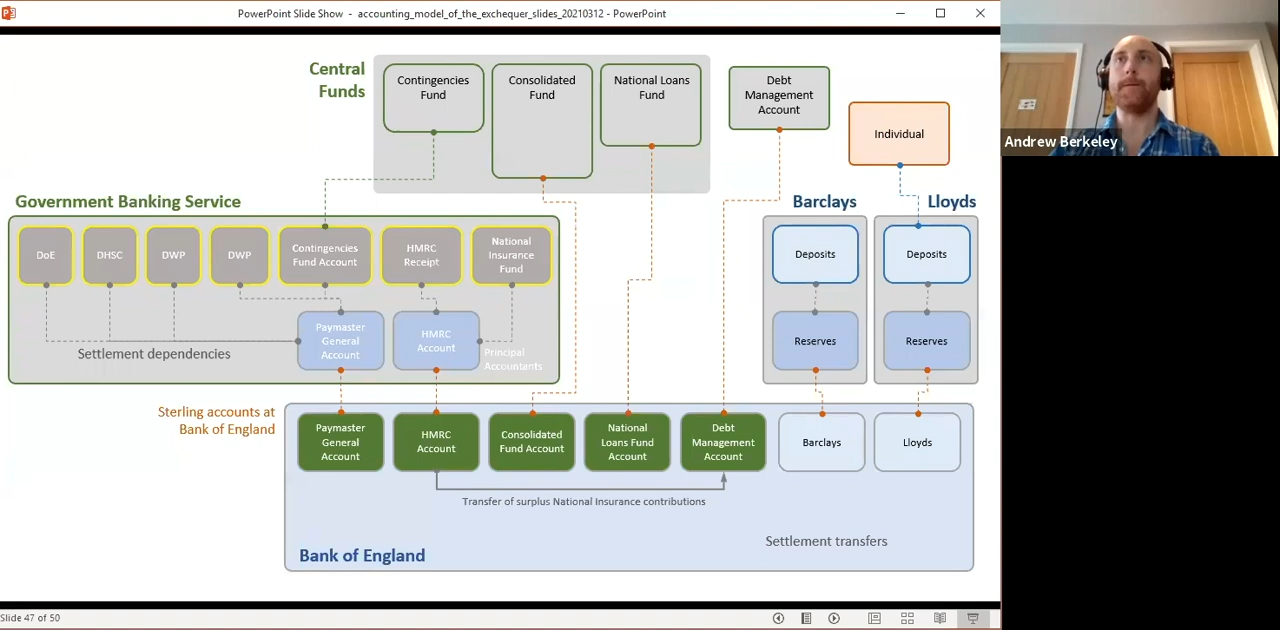 PowerPoint Slide Show - accounting_model_of_the_exchequer_slides_20210312 - PowerPoint
Central
Funds
Contingencies
Fund
Consolidated
Fund
National Loans
Fund
Debt
Management
Account
Individual
Andrew Berkeley
Government Banking Service
Barclays
Lloyds
DoE
DHSC
DWP
DWP
Contingencies
Fund Account
HMRC
Receipt
National
Insurance
Fund
Deposits
Deposits
Paymaster
General
Account
HMRC
Account
Reserves
Reserves
Settlement dependencies
Principal
Accountants
Sterling accounts at
Bank of England
Paymaster
General
Account
HMRC
Account
Consolidated
Fund Account
National
Loans Fund
Account
Debt
Management
Account
Barclays
Lloyds
Transfer of surplus National Insurance contributions
Settlement transfers
Bank of England
Slide 47 of 50